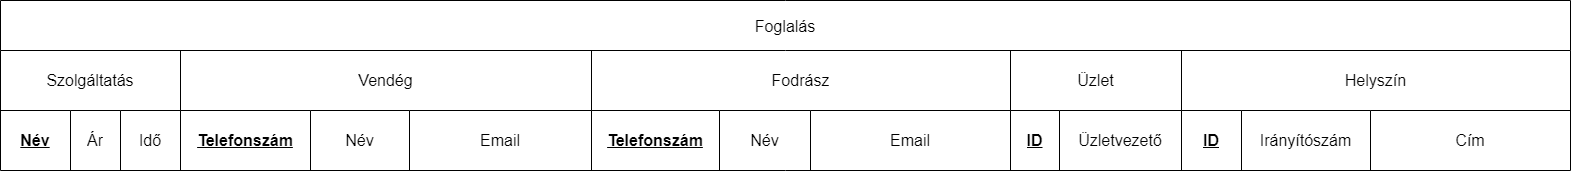 Foglalás
Szolgáltatás Vendég Fodrász Üzlet Helyszín
Név Ár Idő Telefonszám Név Email Telefonszám Név Email ID Üzletvezető ID Irányítószám Cím